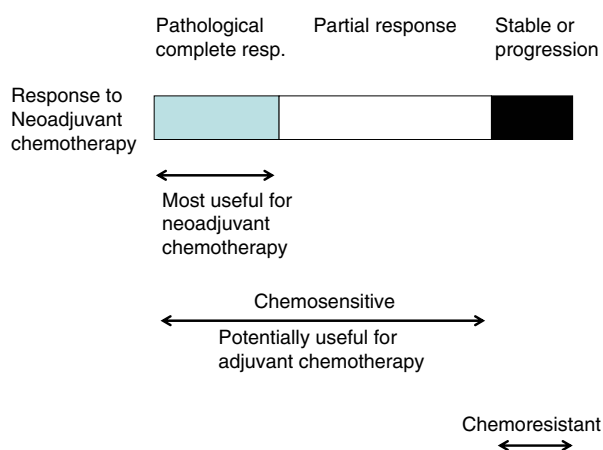 Pathological
complete resp.
Partial response
Stable or
progression
Response to
Neoadjuvant
chemotherapy
Most useful for
neoadjuvant
chemotherapy
Chemosensitive
Potentially useful for
adjuvant chemotherapy
Chemoresistant